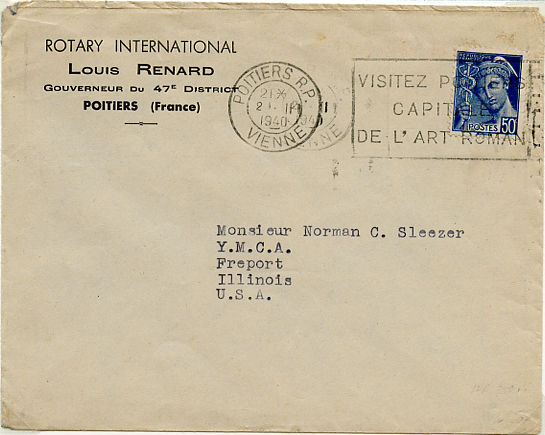 ROTARY INTERNATIONAL
LOUIS RENARD
GOUVERNEUR DU 47E DISTRICT
POITIERS (France)
POITIERS R.P.
1940
VIENNE
VISITEZ
CAPITALE
DE L'ART ROMAN
POSTES 50
Monsieur Norman C. Sleezer
Y.M.C.A.
Freport
Illinois
U.S.A.